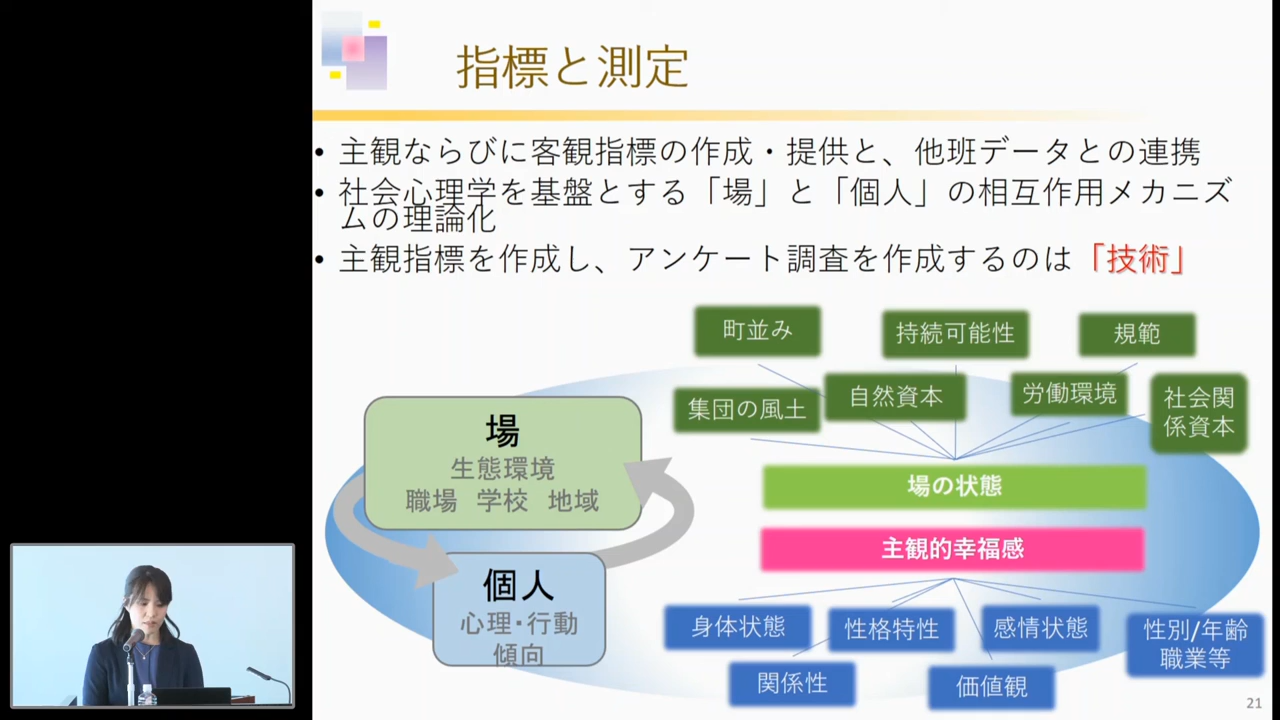 指標と測定
• 主観ならびに客観指標の作成・提供と、他班データとの連携
• 社会心理学を基盤とする「場」と「個人」の相互作用メカニズ
ムの理論化
• 主観指標を作成し、アンケート調査を作成するのは「技術」
町並み
持続可能性
規範
集団の風土
自然資本
労働環境
社会関
係資本
場
生態環境
職場 学校 地域
場の状態
主観的幸福感
個人
心理・行動
傾向
身体状態
性格特性
感情状態
性別/年齢
職業等
関係性
価値観
21